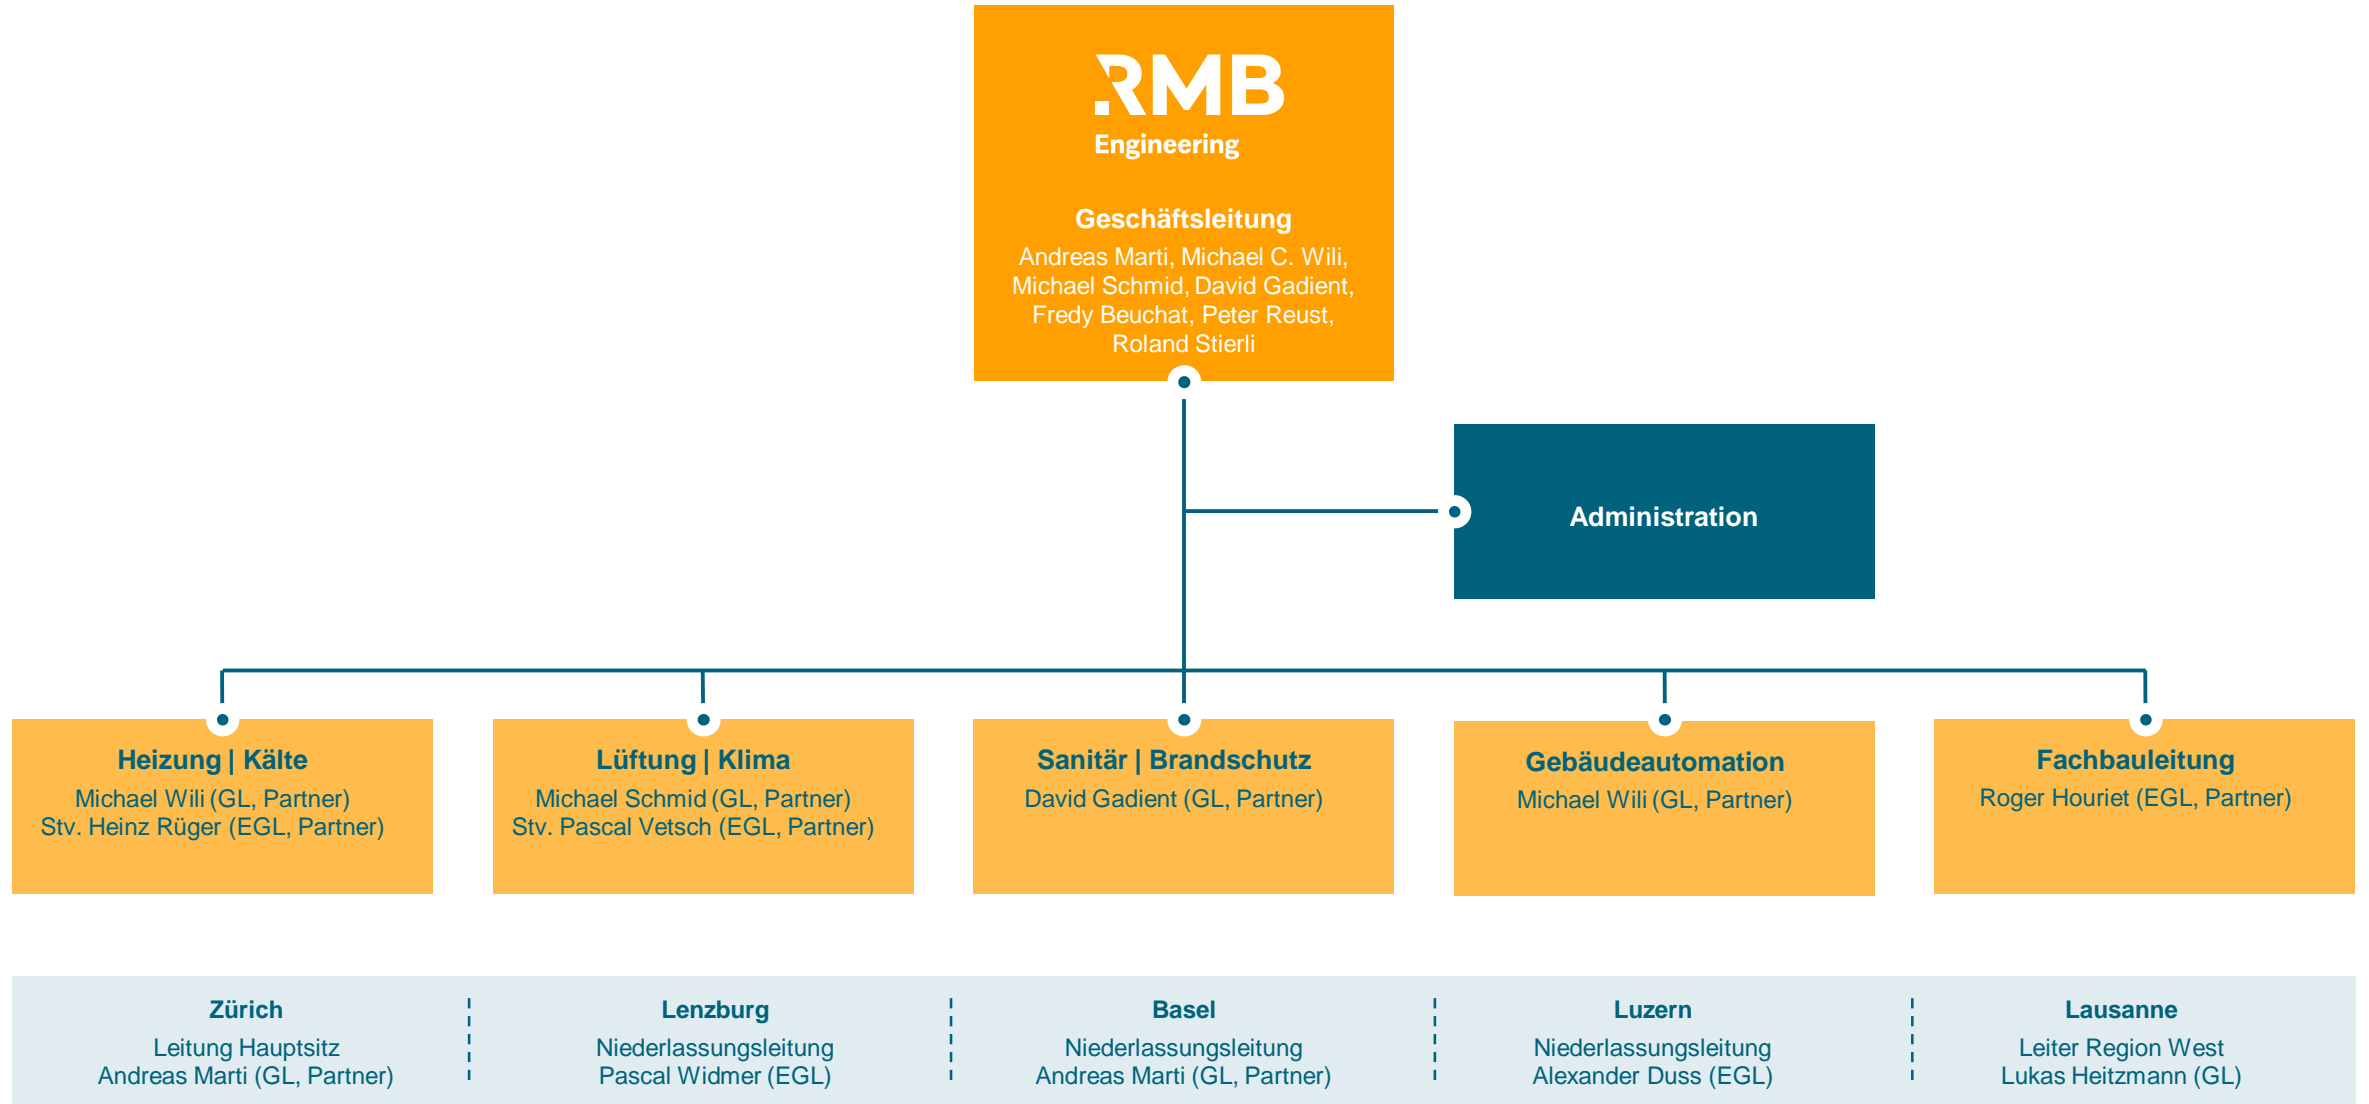 RMB
Engineering
Geschäftsleitung
Andreas Marti, Michael C. Wili,
Michael Schmid, David Gadient,
Fredy Beuchat, Peter Reust,
Roland Stierli
Administration
Heizung | Kälte
Michael Wili (GL, Partner)
Stv. Heinz Rüger (EGL, Partner)
Lüftung | Klima
Michael Schmid (GL, Partner)
Stv. Pascal Vetsch (EGL, Partner)
Sanitär | Brandschutz
David Gadient (GL, Partner)
Gebäudeautomation
Michael Wili (GL, Partner)
Fachbauleitung
Roger Houriet (EGL, Partner)
Zürich
Leitung Hauptsitz
Andreas Marti (GL, Partner)
Lenzburg
Niederlassungsleitung
Pascal Widmer (EGL)
Basel
Niederlassungsleitung
Andreas Marti (GL, Partner)
Luzern
Niederlassungsleitung
Alexander Duss (EGL)
Lausanne
Leiter Region West
Lukas Heitzmann (GL)